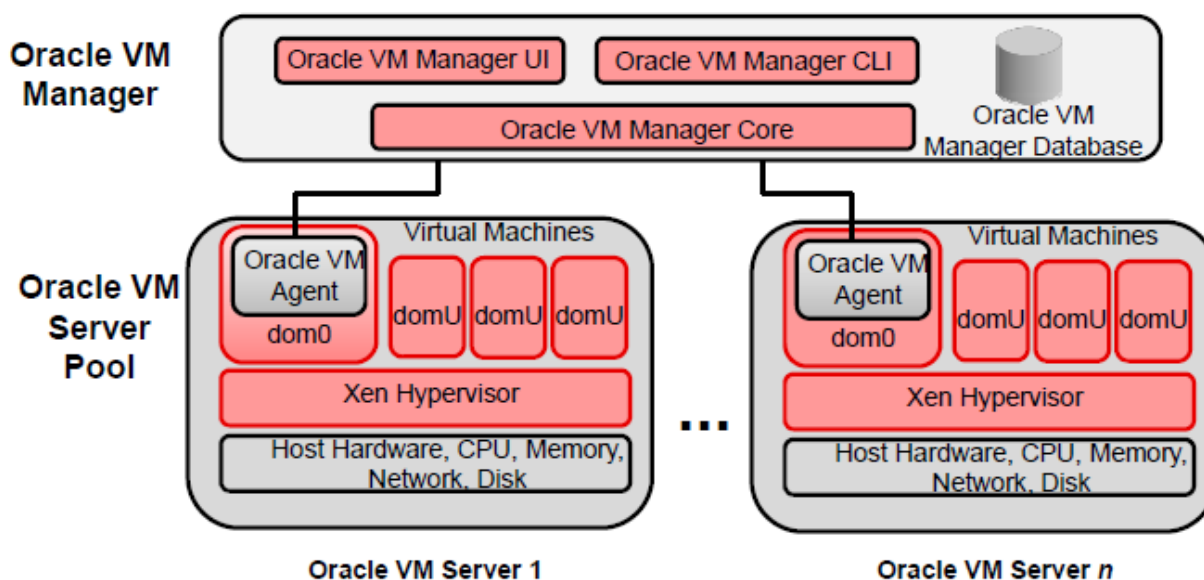 Oracle VM
Manager
Oracle VM Manager UI
Oracle VM Manager CLI
Oracle VM Manager Core
Oracle VM
Manager Database
Oracle VM
Server
Pool
Virtual Machines
Oracle VM
Agent
dom0
domU
domU
domU
Xen Hypervisor
Host Hardware, CPU, Memory,
Network, Disk
Oracle VM Server 1
...
Virtual Machines
Oracle VM
Agent
dom0
domU
domU
domU
Xen Hypervisor
Host Hardware, CPU, Memory,
Network, Disk
Oracle VM Server n